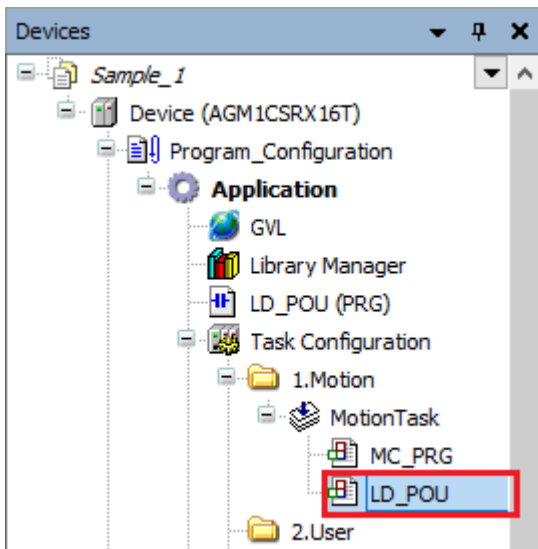 Devices
Sample_1
Device (AGM1CSRX16T)
Program_Configuration
Application
GVL
Library Manager
LD_POU (PRG)
Task Configuration
1.Motion
MotionTask
MC_PRG
LD_POU
2.User